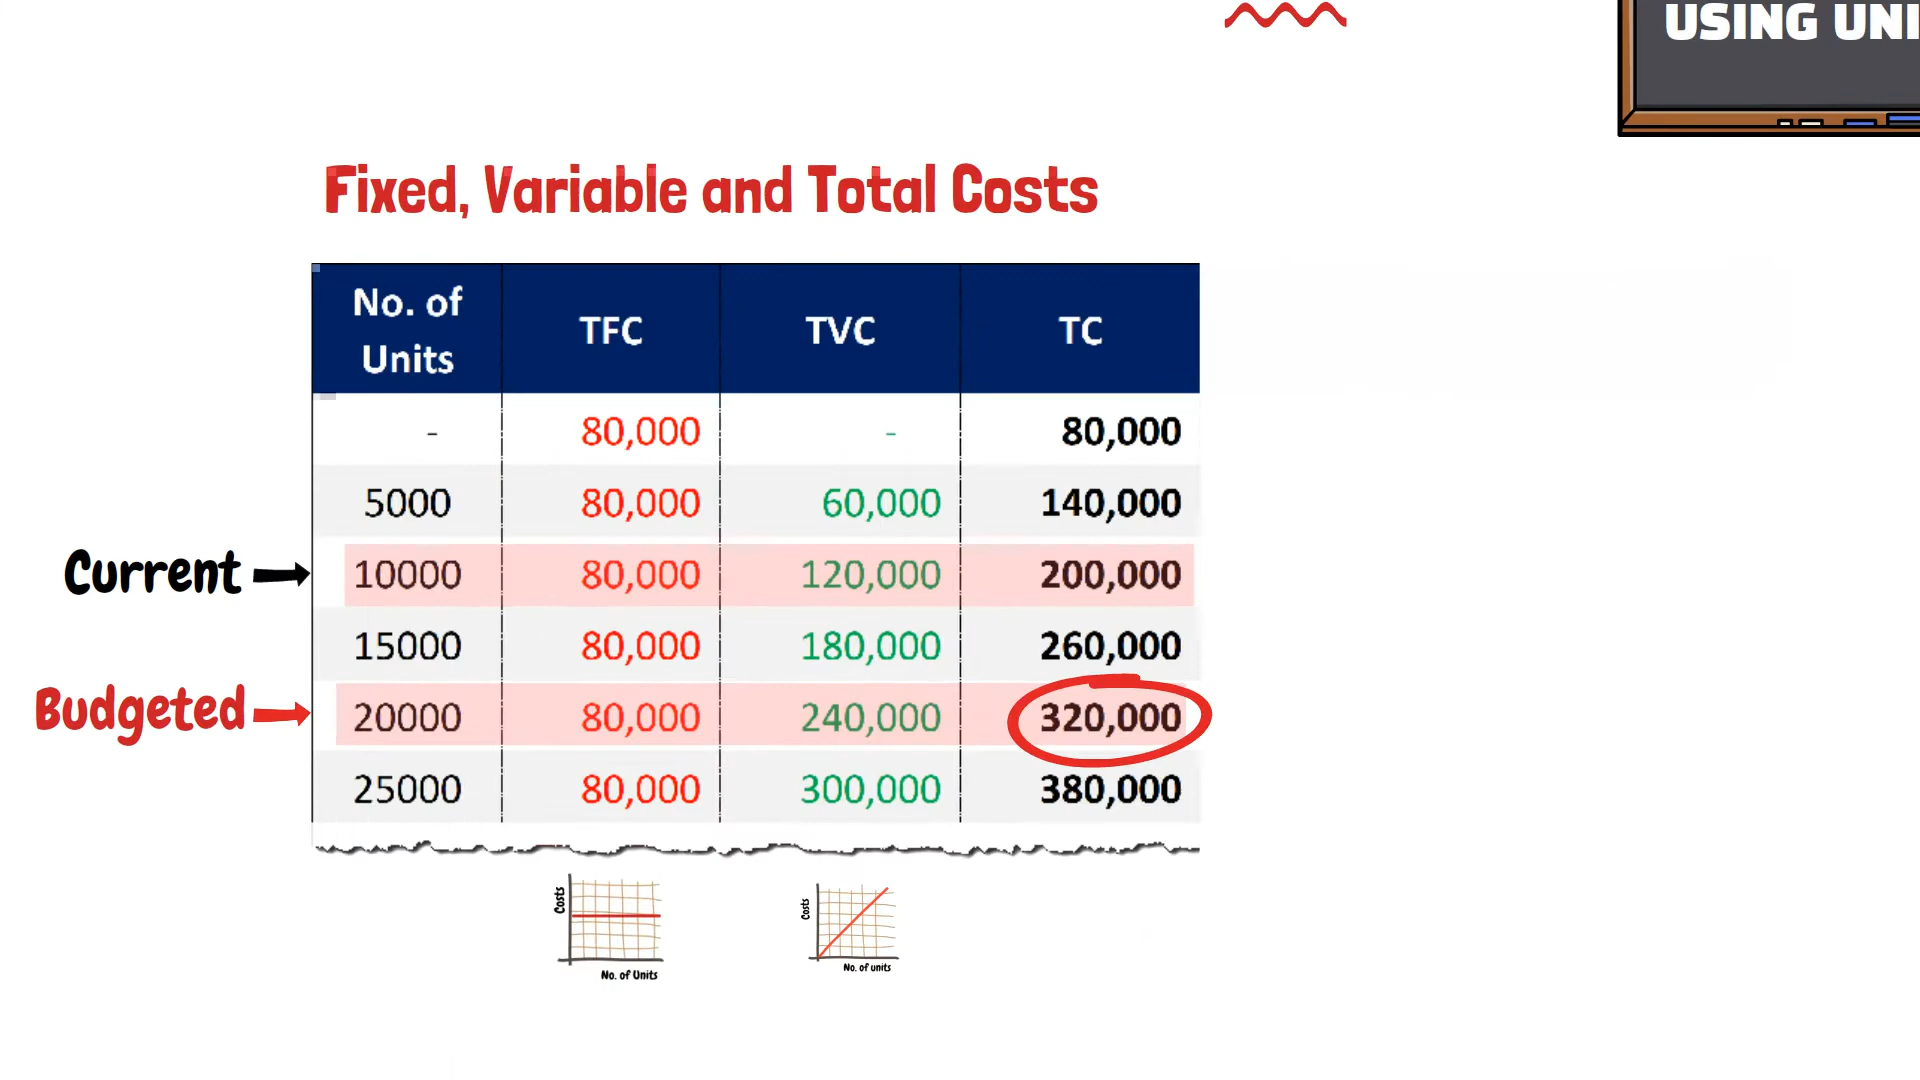 USING UNI
Fixed, Variable and Total Costs
No. of Units TFC TVC TC
- 80,000 - 80,000
5000 80,000 60,000 140,000
Current 10000 80,000 120,000 200,000
15000 80,000 180,000 260,000
Budgeted 20000 80,000 240,000 320,000
25000 80,000 300,000 380,000
Costs
No. of Units
Costs
No. of units